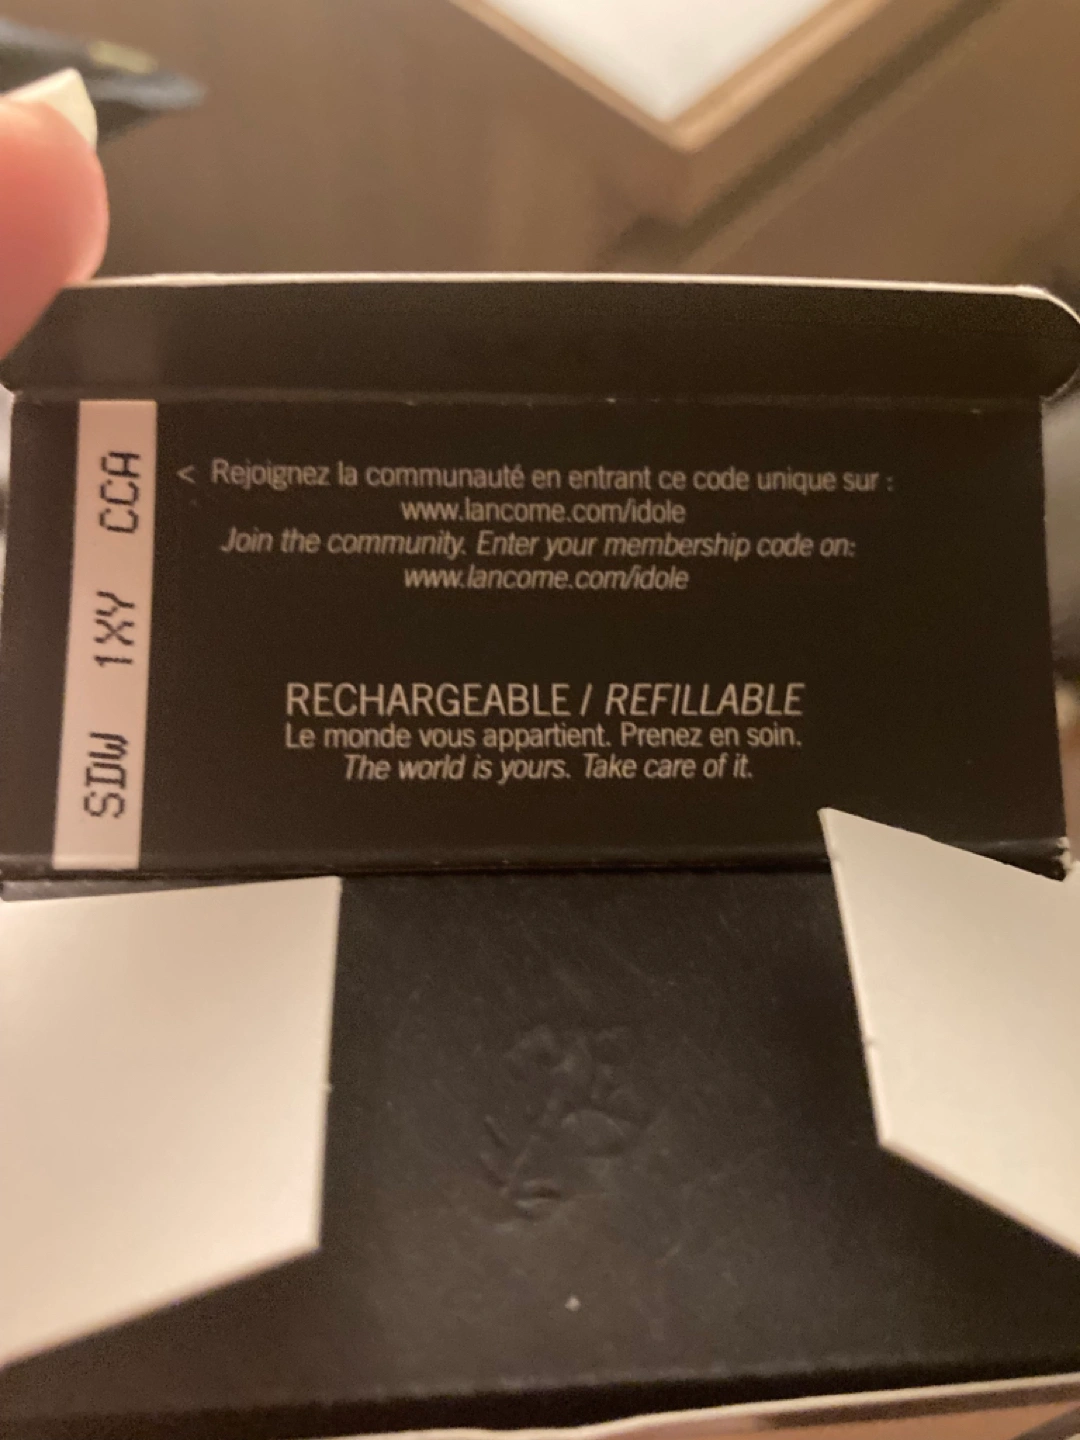 SDW 1XY CCA
< Rejoignez la communauté en entrant ce code unique sur :
www.lancome.com/idole
Join the community. Enter your membership code on:
www.lancome.com/idole
RECHARGEABLE / REFILLABLE
Le monde vous appartient. Prenez en soin.
The world is yours. Take care of it.